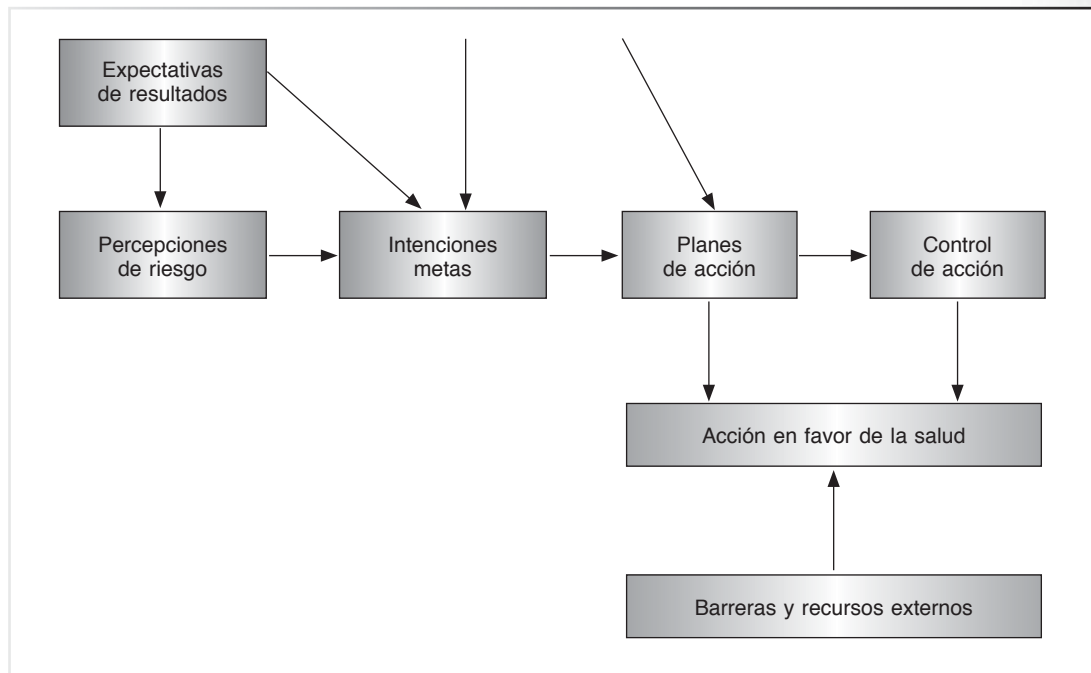 Expectativas
de resultados
Percepciones
de riesgo
Intenciones
metas
Planes
de acción
Control
de acción
Acción en favor de la salud
Barreras y recursos externos